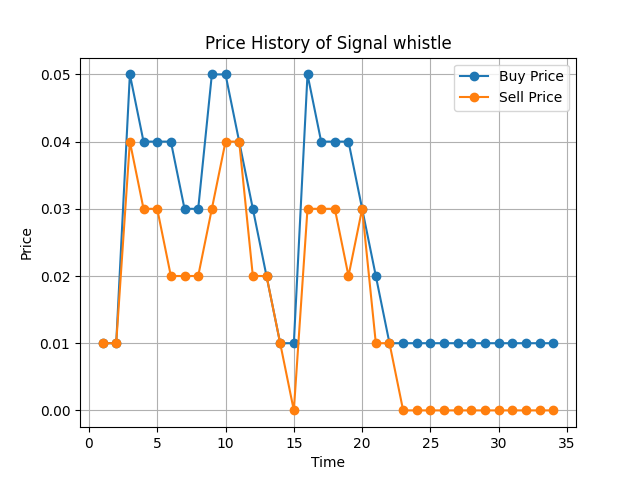 Price History of Signal whistle
Buy Price
Sell Price
0.05
0.04
0.03
0.02
0.01
0.00
Price
0 5 10 15 20 25 30 35
Time